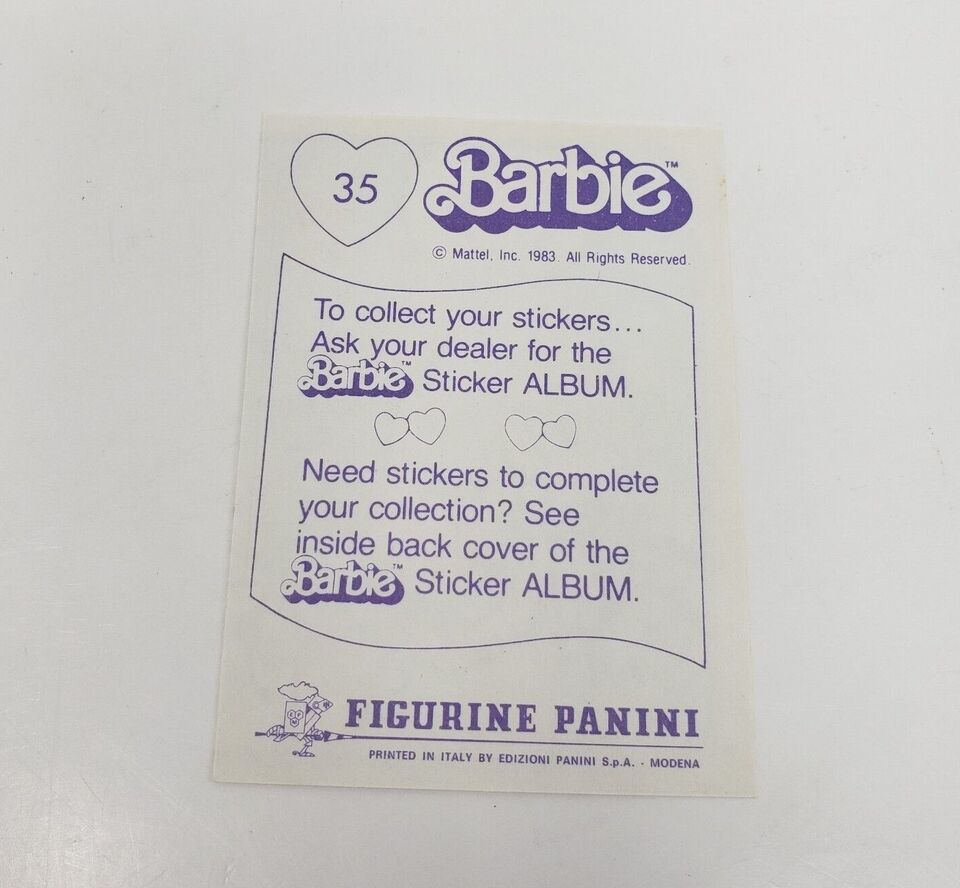 35
Barbie™
© Mattel, Inc. 1983. All Rights Reserved.
To collect your stickers...
Ask your dealer for the
Barbie™ Sticker ALBUM.
Need stickers to complete
your collection? See
inside back cover of the
Barbie™ Sticker ALBUM.
FIGURINE PANINI
PRINTED IN ITALY BY EDIZIONI PANINI S.p.A. - MODENA